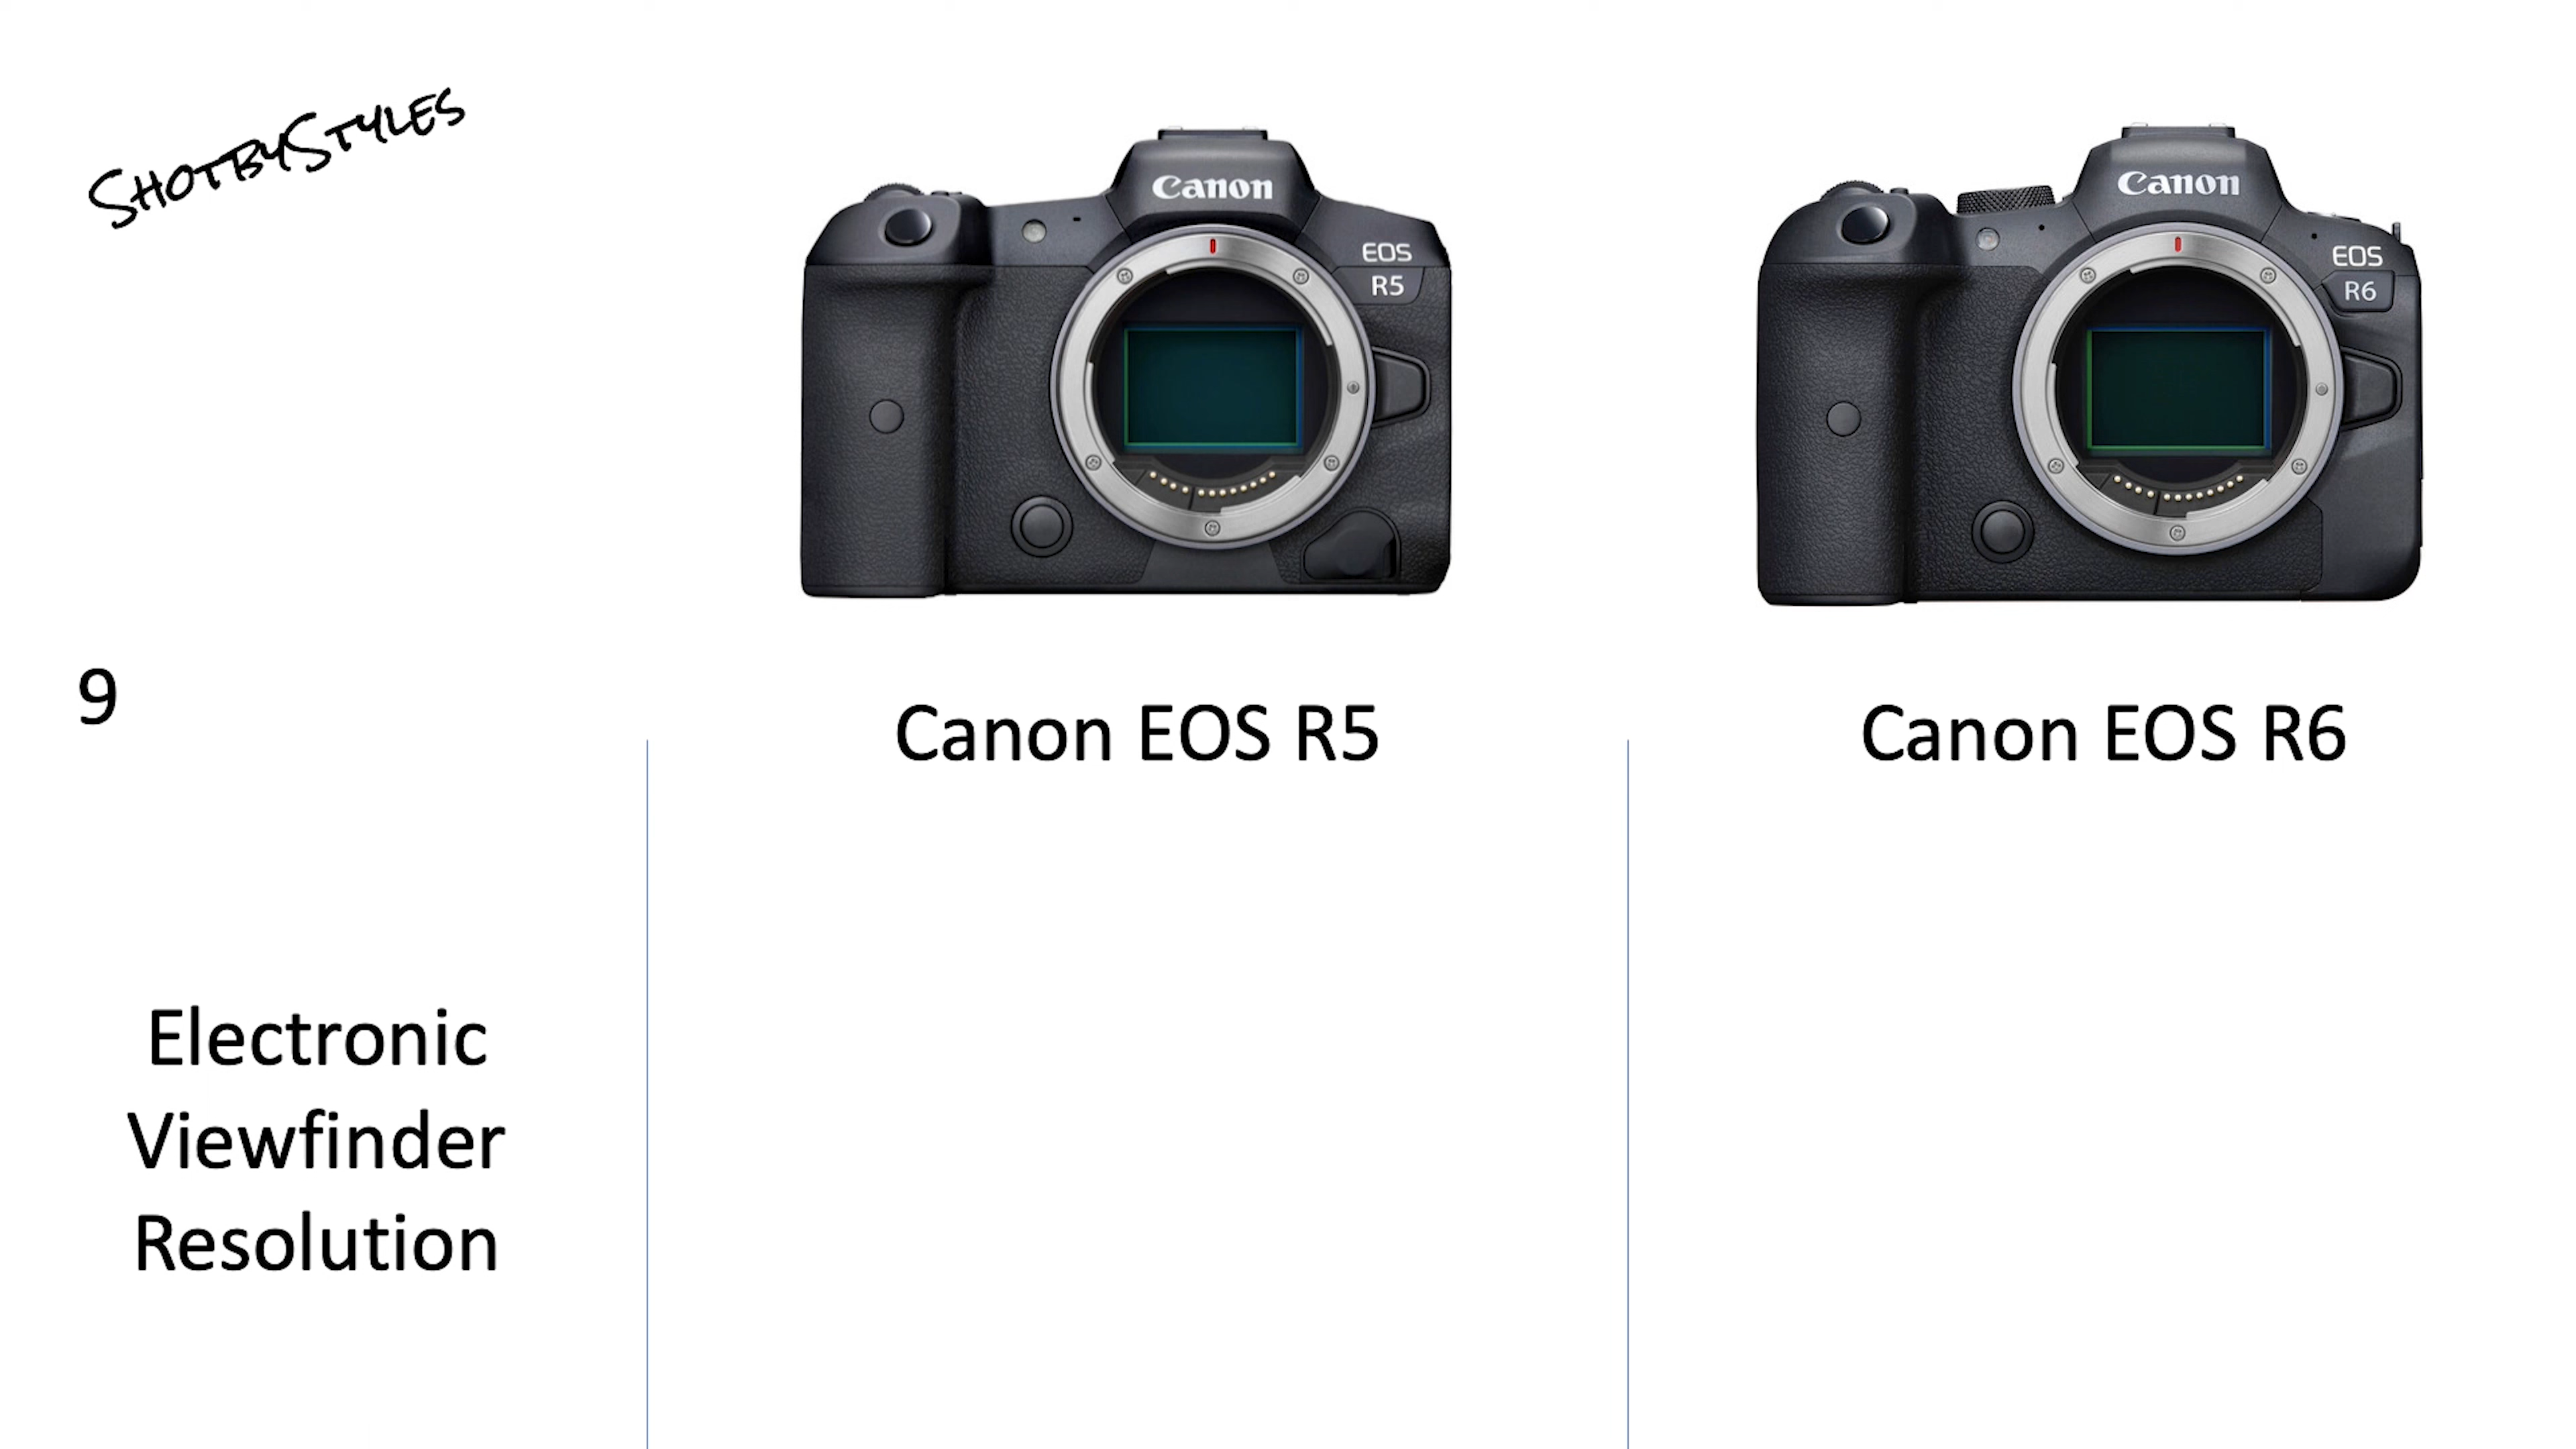 ShotbyStyles
Canon
EOS
R5
Canon
EOS
R6
9
Canon EOS R5
Canon EOS R6
Electronic
Viewfinder
Resolution